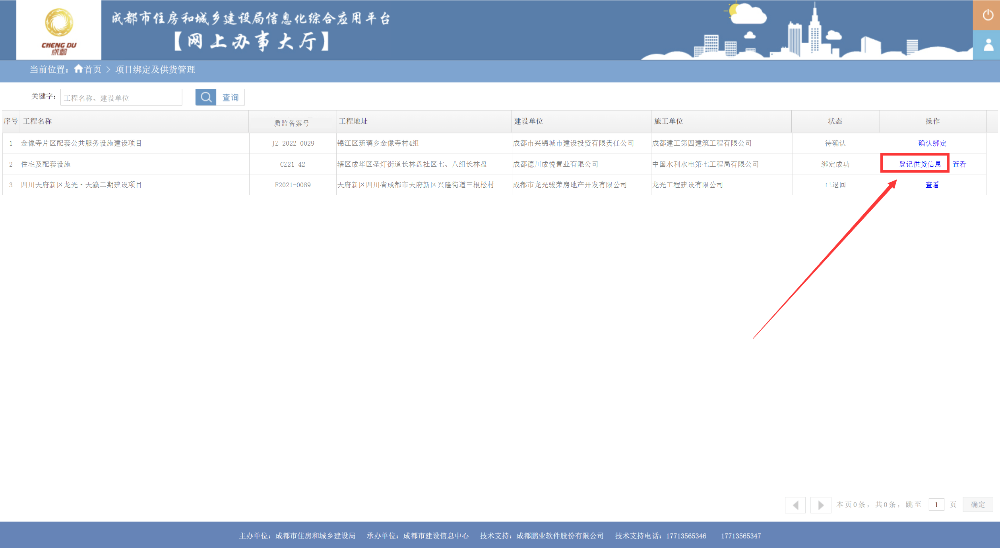 成都市住房和城乡建设局信息化综合应用平台
【网上办事大厅】
CHENG DU
成都
当前位置：首页 > 项目绑定及供货管理
关键字： 工程名称、建设单位 查询
序号 工程名称 质监备案号 工程地址 建设单位 施工单位 状态 操作
1 金像寺片区配套公共服务设施建设项目 JZ-2022-0029 锦江区琉璃乡金像寺村4组 成都市兴锦城市建设投资有限责任公司 成都建工第四建筑工程有限公司 待确认 确认绑定
2 住宅及配套设施 CZ21-42 辖区成华区圣灯街道长林盘社区七、八组长林盘 成都德川成悦置业有限公司 中国水利水电第七工程局有限公司 绑定成功 登记供货信息 查看
3 四川天府新区龙光·天瀛二期建设项目 F2021-0089 天府新区四川省成都市天府新区兴隆街道三根松村 成都市龙光骏荣房地产开发有限公司 龙光工程建设有限公司 已退回 查看
本页0条，共0条，跳至 1 页 确定
主办单位：成都市住房和城乡建设局 承办单位：成都市建设信息中心 技术支持：成都鹏业软件股份有限公司 技术支持电话：17713565346 17713565347